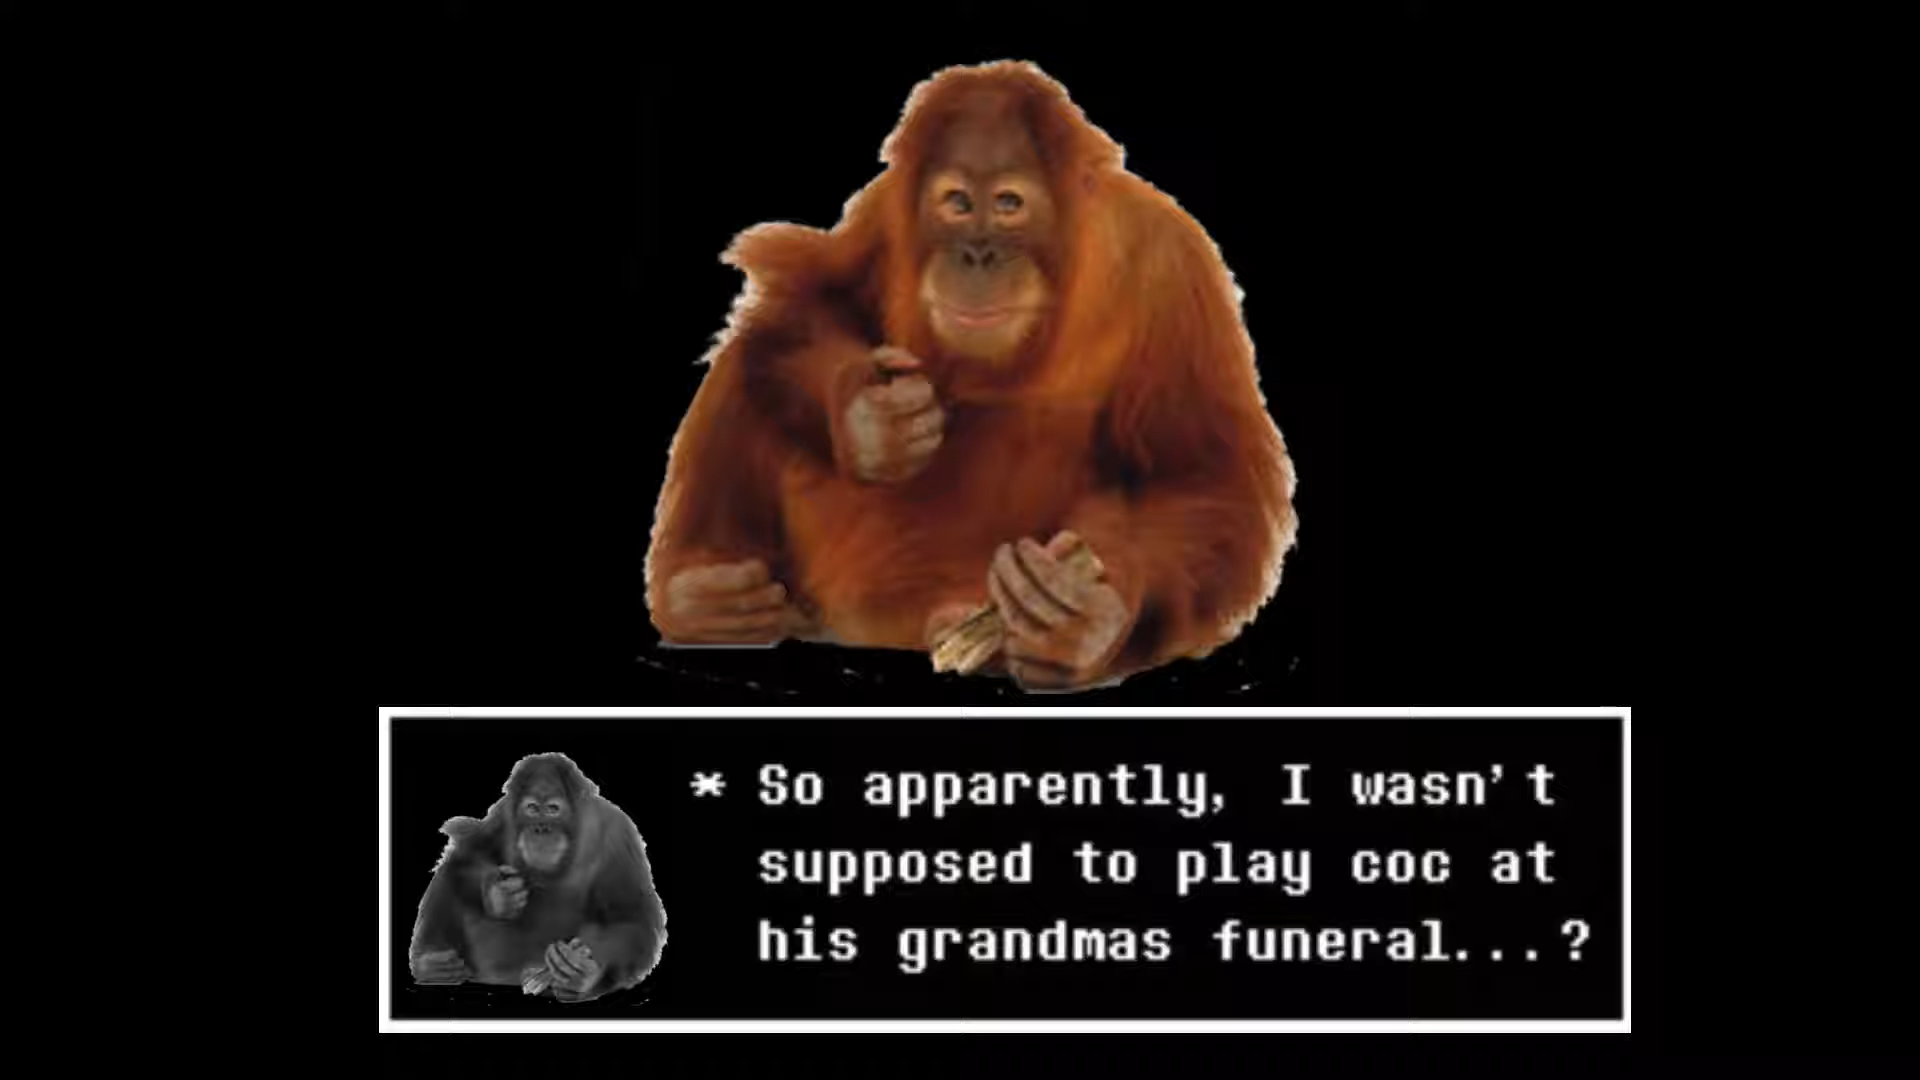 * So apparently, I wasn't
supposed to play coc at
his grandmas funeral...?